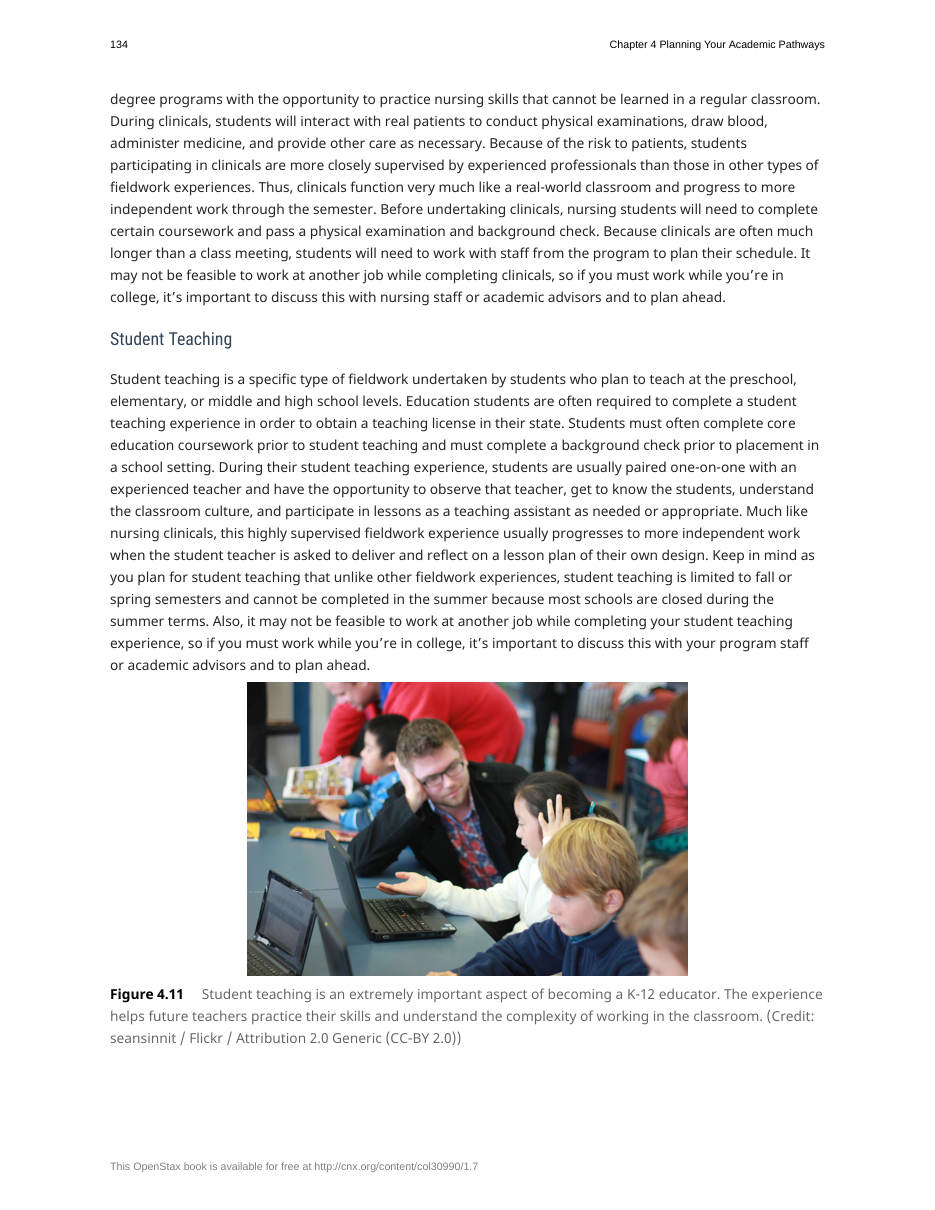 134
Chapter 4 Planning Your Academic Pathways
degree programs with the opportunity to practice nursing skills that cannot be learned in a regular classroom.
During clinicals, students will interact with real patients to conduct physical examinations, draw blood,
administer medicine, and provide other care as necessary. Because of the risk to patients, students
participating in clinicals are more closely supervised by experienced professionals than those in other types of
fieldwork experiences. Thus, clinicals function very much like a real-world classroom and progress to more
independent work through the semester. Before undertaking clinicals, nursing students will need to complete
certain coursework and pass a physical examination and background check. Because clinicals are often much
longer than a class meeting, students will need to work with staff from the program to plan their schedule. It
may not be feasible to work at another job while completing clinicals, so if you must work while you’re in
college, it’s important to discuss this with nursing staff or academic advisors and to plan ahead.
Student Teaching
Student teaching is a specific type of fieldwork undertaken by students who plan to teach at the preschool,
elementary, or middle and high school levels. Education students are often required to complete a student
teaching experience in order to obtain a teaching license in their state. Students must often complete core
education coursework prior to student teaching and must complete a background check prior to placement in
a school setting. During their student teaching experience, students are usually paired one-on-one with an
experienced teacher and have the opportunity to observe that teacher, get to know the students, understand
the classroom culture, and participate in lessons as a teaching assistant as needed or appropriate. Much like
nursing clinicals, this highly supervised fieldwork experience usually progresses to more independent work
when the student teacher is asked to deliver and reflect on a lesson plan of their own design. Keep in mind as
you plan for student teaching that unlike other fieldwork experiences, student teaching is limited to fall or
spring semesters and cannot be completed in the summer because most schools are closed during the
summer terms. Also, it may not be feasible to work at another job while completing your student teaching
experience, so if you must work while you’re in college, it’s important to discuss this with your program staff
or academic advisors and to plan ahead.
Figure 4.11 Student teaching is an extremely important aspect of becoming a K-12 educator. The experience
helps future teachers practice their skills and understand the complexity of working in the classroom. (Credit:
seansinnit / Flickr / Attribution 2.0 Generic (CC-BY 2.0))
This OpenStax book is available for free at http://cnx.org/content/col30990/1.7